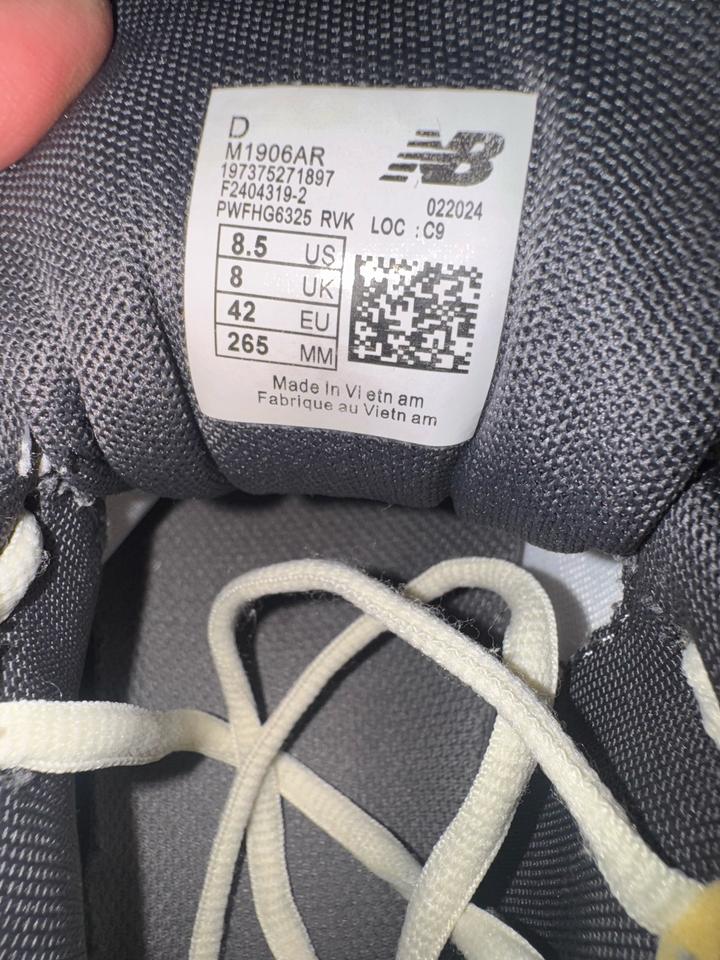 D
M1906AR
197375271897
F2404319-2
PWFHG6325 RVK LOC :C9
NB
022024
8.5 US
8 UK
42 EU
265 MM
Made In Vi etn am
Fabrique au Vietn am